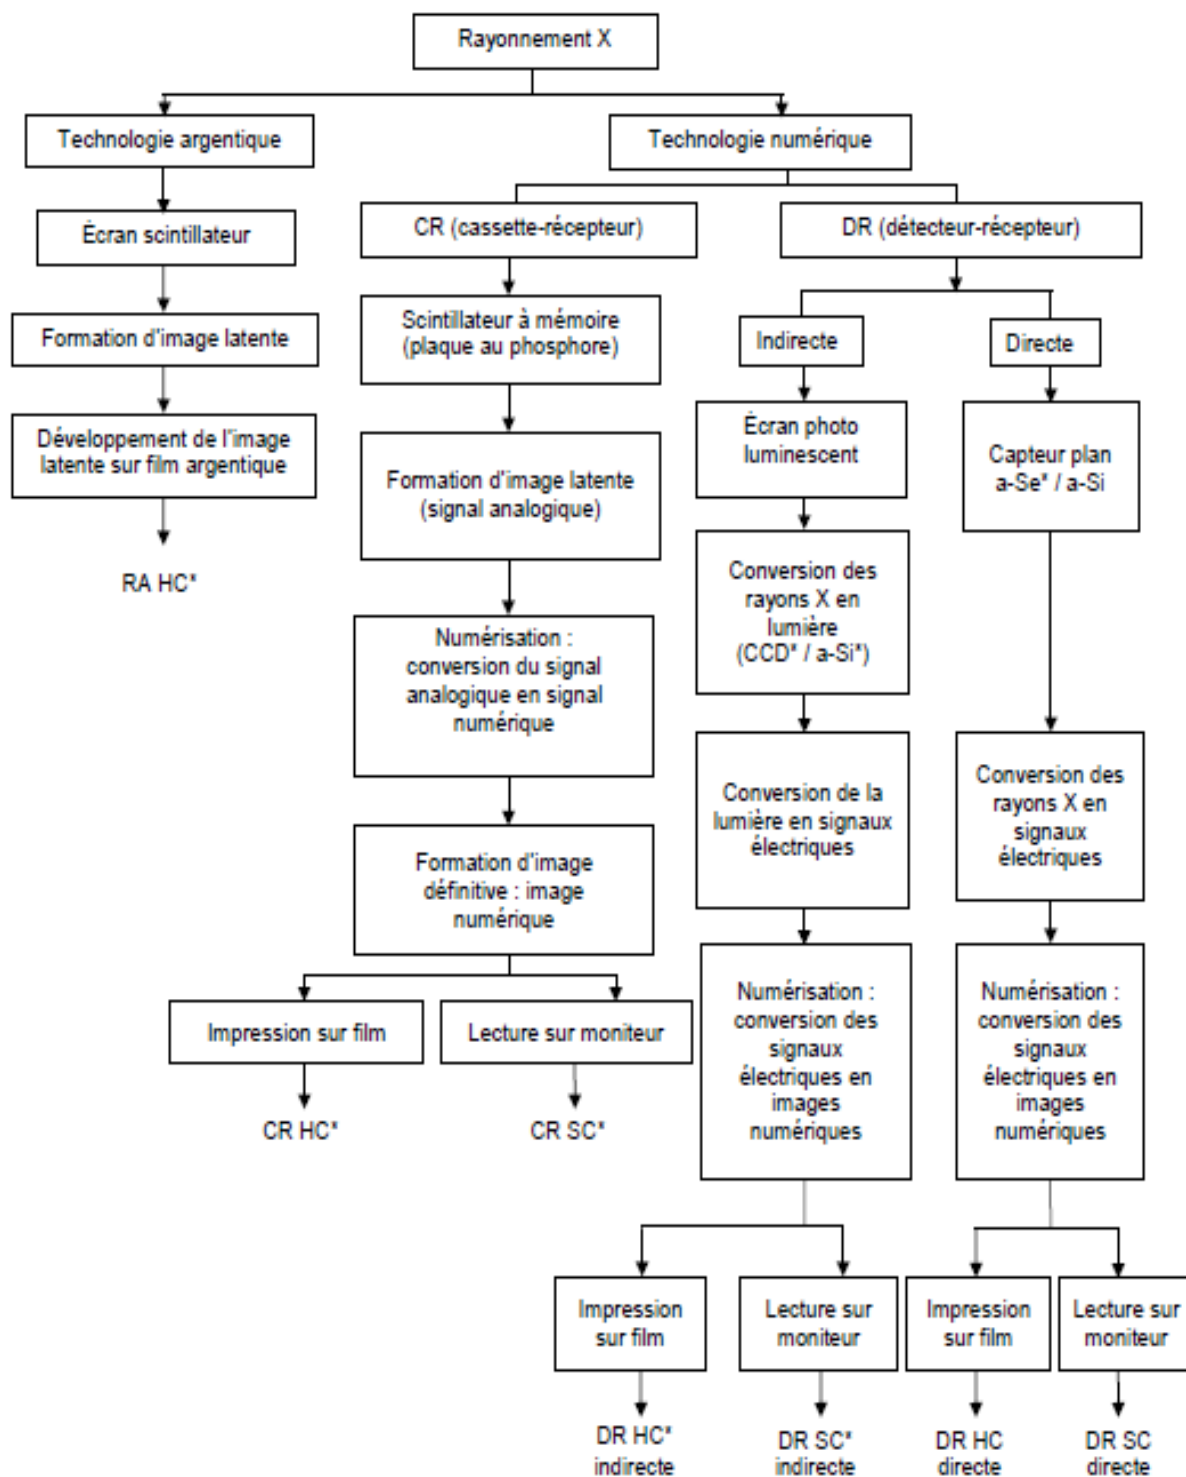 Rayonnement X
Technologie argentique
Technologie numérique
Écran scintillateur
CR (cassette-récepteur)
DR (détecteur-récepteur)
Formation d'image latente
Scintillateur à mémoire
(plaque au phosphore)
Indirecte
Directe
Développement de l'image
latente sur film argentique
RA HC*
Formation d'image latente
(signal analogique)
Écran photo
luminescent
Capteur plan
a-Se* / a-Si
Numérisation :
conversion du signal
analogique en signal
numérique
Conversion des
rayons X en
lumière
(CCD* / a-Si*)
Formation d'image
définitive : image
numérique
Conversion de la
lumière en signaux
électriques
Conversion des
rayons X en
signaux
électriques
Impression sur film
Lecture sur moniteur
CR HC*
CR SC*
Numérisation :
conversion des
signaux
électriques en
images
numériques
Numérisation :
conversion des
signaux
électriques en
images
numériques
Impression
sur film
Lecture sur
moniteur
Impression
sur film
Lecture sur
moniteur
DR HC*
indirecte
DR SC*
indirecte
DR HC
directe
DR SC
directe